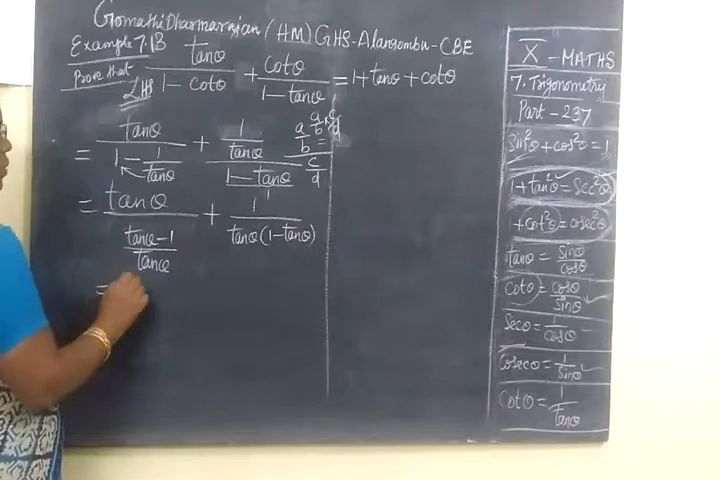 Gomathi Dharmarajan (HM) GHS-Alangombu-CBE
Example 7.13
Prove that tanθ/(1 - cotθ) + cotθ/(1 - tanθ) = 1 + tanθ + cotθ
LHS
= tanθ/(1 - 1/tanθ) + (1/tanθ)/((1 - tanθ)/1)
(a/b)/(c/d) = a/b × c/d
= tanθ/((tanθ - 1)/tanθ) + 1/(tanθ(1 - tanθ))
=
X - MATHS
7. Trigonometry
Part - 237
Sin²θ + cos²θ = 1
1 + tan²θ = Sec²θ
+ cot²θ = cosec²θ
tanθ = Sinθ/cosθ
Cotθ = cosθ/Sinθ
Secθ = 1/cosθ
Cosecθ = 1/Sinθ
Cotθ = 1/tanθ